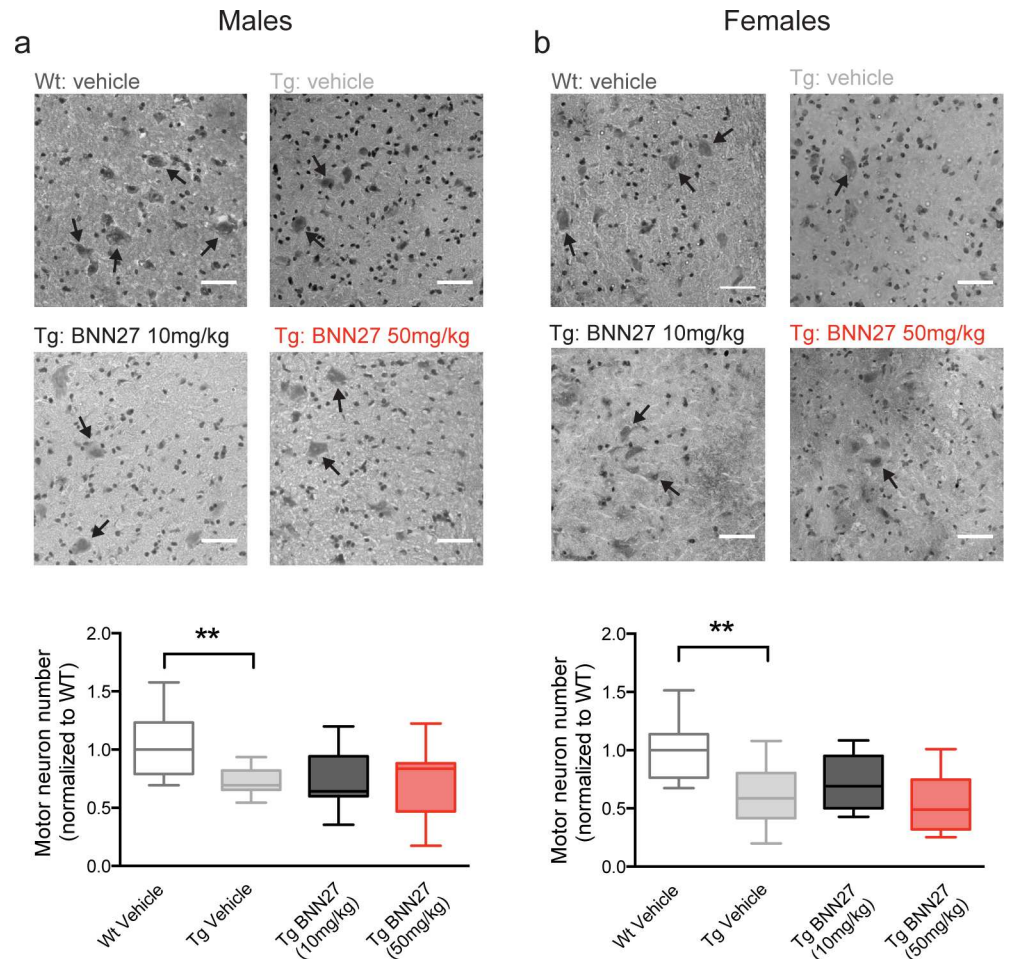 Males
Females
a
b
Wt: vehicle
Tg: vehicle
Wt: vehicle
Tg: vehicle
Tg: BNN27 10mg/kg
Tg: BNN27 50mg/kg
Tg: BNN27 10mg/kg
Tg: BNN27 50mg/kg
Motor neuron number
(normalized to WT)
2.0
1.5
1.0
0.5
0.0
**
Wt Vehicle
Tg Vehicle
Tg BNN27
(10mg/kg)
Tg BNN27
(50mg/kg)
Motor neuron number
(normalized to WT)
2.0
1.5
1.0
0.5
0.0
**
Wt Vehicle
Tg Vehicle
Tg BNN27
(10mg/kg)
Tg BNN27
(50mg/kg)